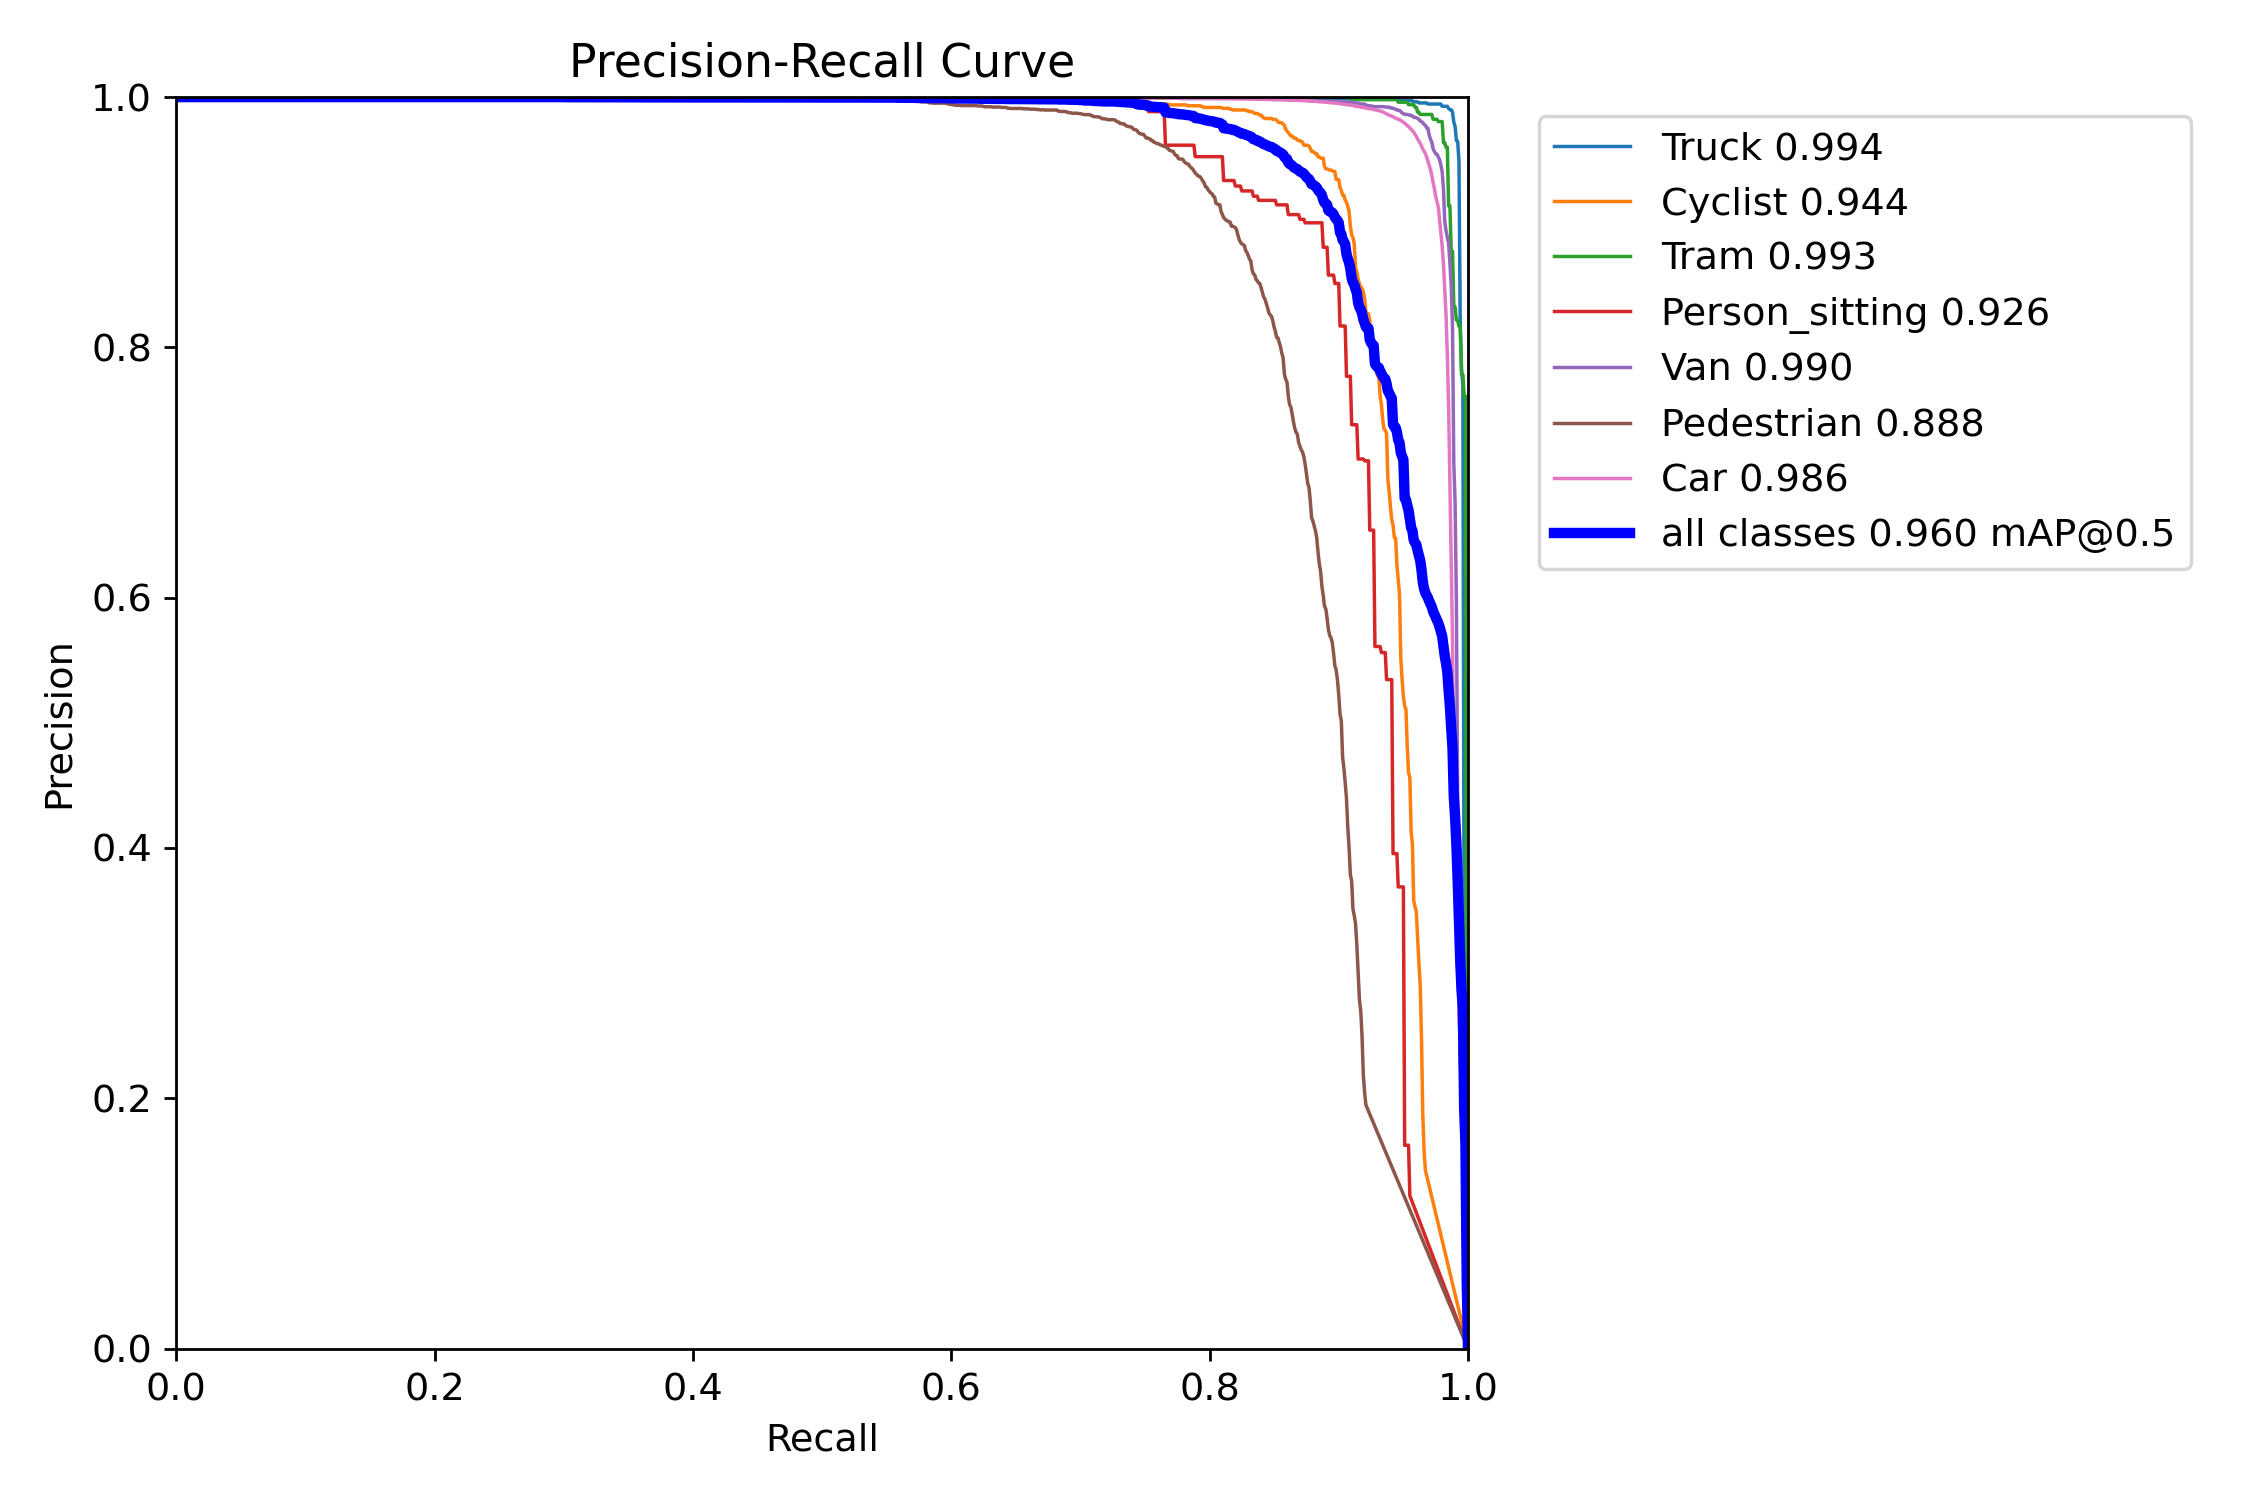 Precision-Recall Curve
1.0
0.8
0.6
0.4
0.2
0.0
Precision
0.0 0.2 0.4 0.6 0.8 1.0
Recall
Truck 0.994
Cyclist 0.944
Tram 0.993
Person_sitting 0.926
Van 0.990
Pedestrian 0.888
Car 0.986
all classes 0.960 mAP@0.5